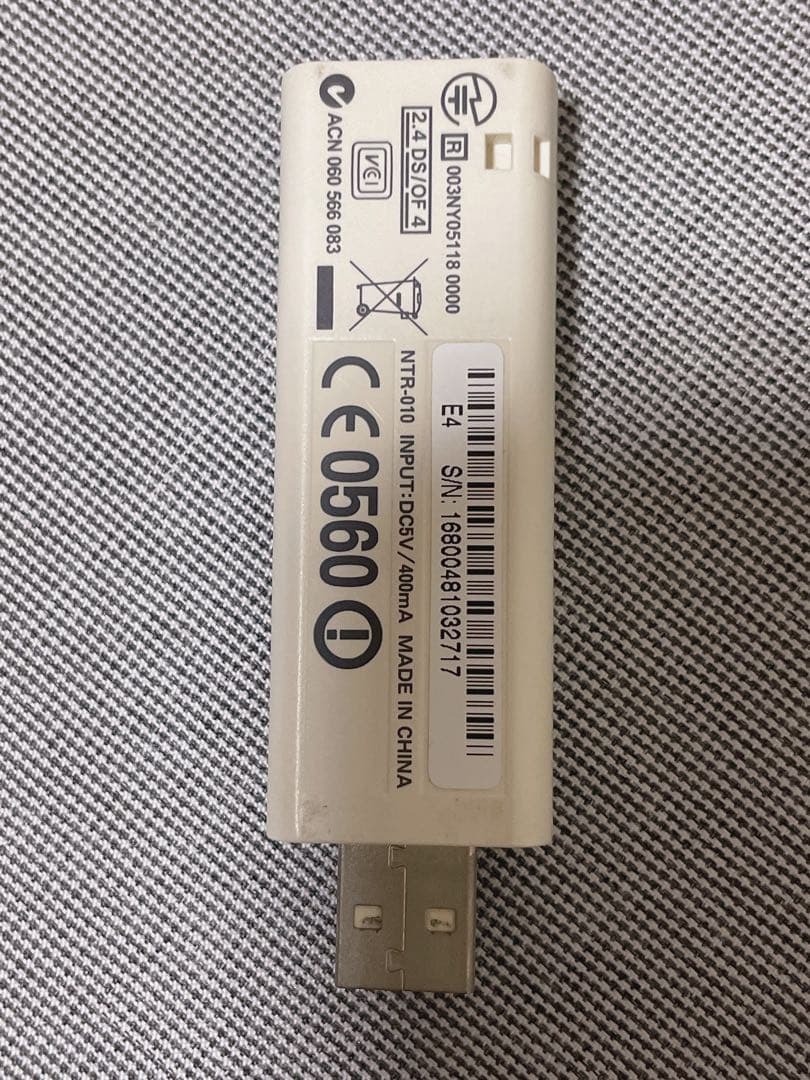 R 003NY05118 0000
2.4 DS/OF 4
VCI
ACN 060 566 083
E4 S/N: 16800481032717
NTR-010 INPUT:DC5V/400mA MADE IN CHINA
CE 0560